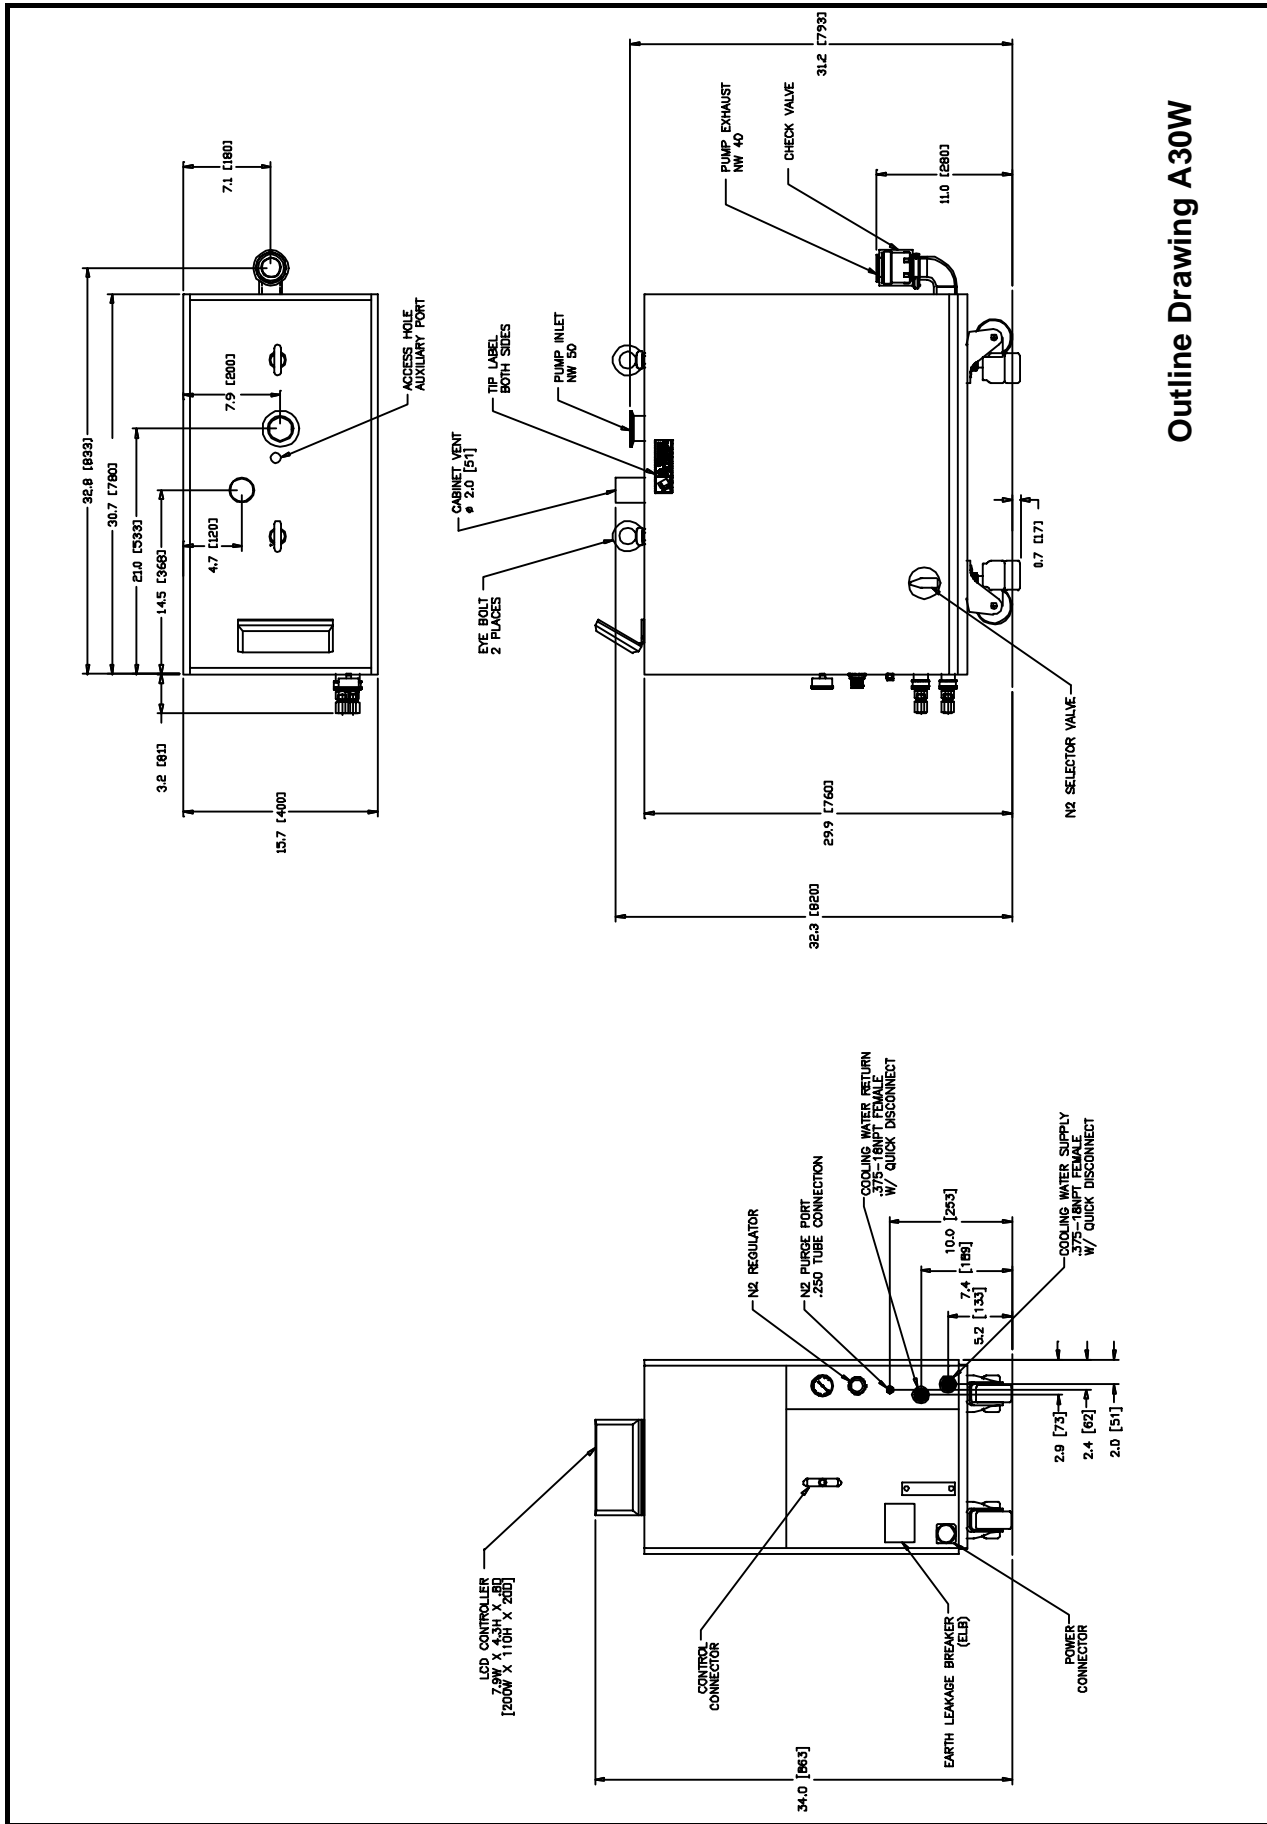 Outline Drawing A30W
32.8 [833]
30.7 [780]
21.0 [533]
14.5 [368]
3.2 [81]
7.1 [180]
7.9 [200]
4.7 [120]
15.7 [400]
ACCESS HOLE
AUXILIARY PORT
EYE BOLT
2 PLACES
CABINET VENT
ø 2.0 [51]
TIP LABEL
BOTH SIDES
PUMP INLET
NW 50
PUMP EXHAUST
NW 40
CHECK VALVE
31.2 [793]
11.0 [280]
0.7 [17]
N2 SELECTOR VALVE
29.9 [760]
32.3 [820]
LCD CONTROLLER
7.9W X 4.3H X .8D
[200W X 110H X 20D]
CONTROL
CONNECTOR
EARTH LEAKAGE BREAKER
(ELB)
POWER
CONNECTOR
34.0 [863]
N2 REGULATOR
N2 PURGE PORT
.250 TUBE CONNECTION
COOLING WATER RETURN
.375-18NPT FEMALE
W/ QUICK DISCONNECT
COOLING WATER SUPPLY
.375-18NPT FEMALE
W/ QUICK DISCONNECT
10.0 [253]
7.4 [189]
5.2 [133]
2.9 [73]
2.4 [62]
2.0 [51]